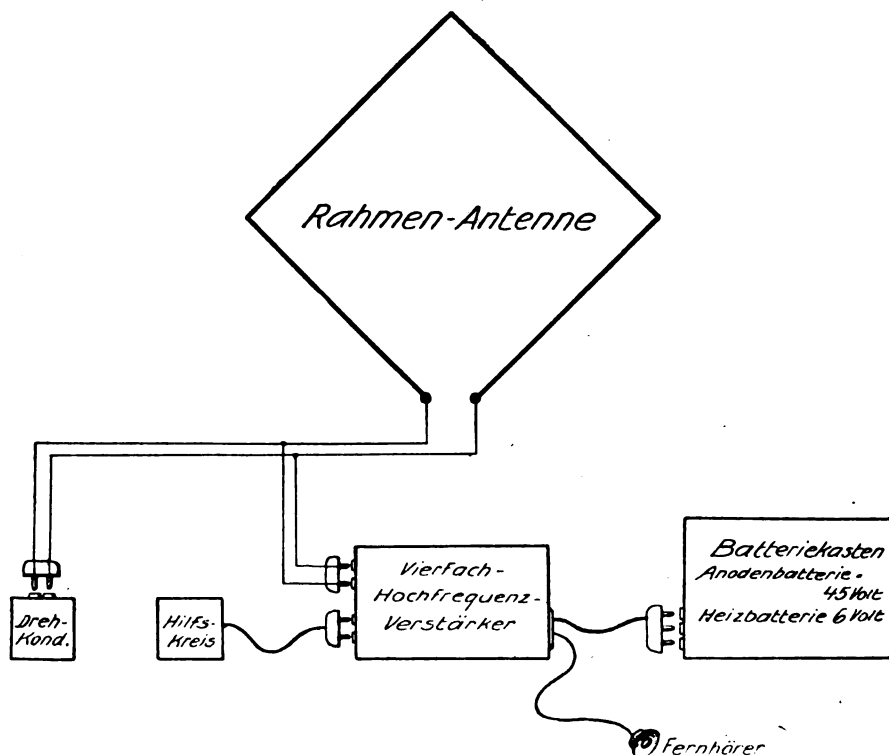 Rahmen-Antenne
Dreh-
Kond.
Hilfs-
Kreis
Vierfach-
Hochfrequenz-
Verstärker
Batteriekasten
Anodenbatterie.
45 Volt
Heizbatterie 6 Volt
Fernhörer